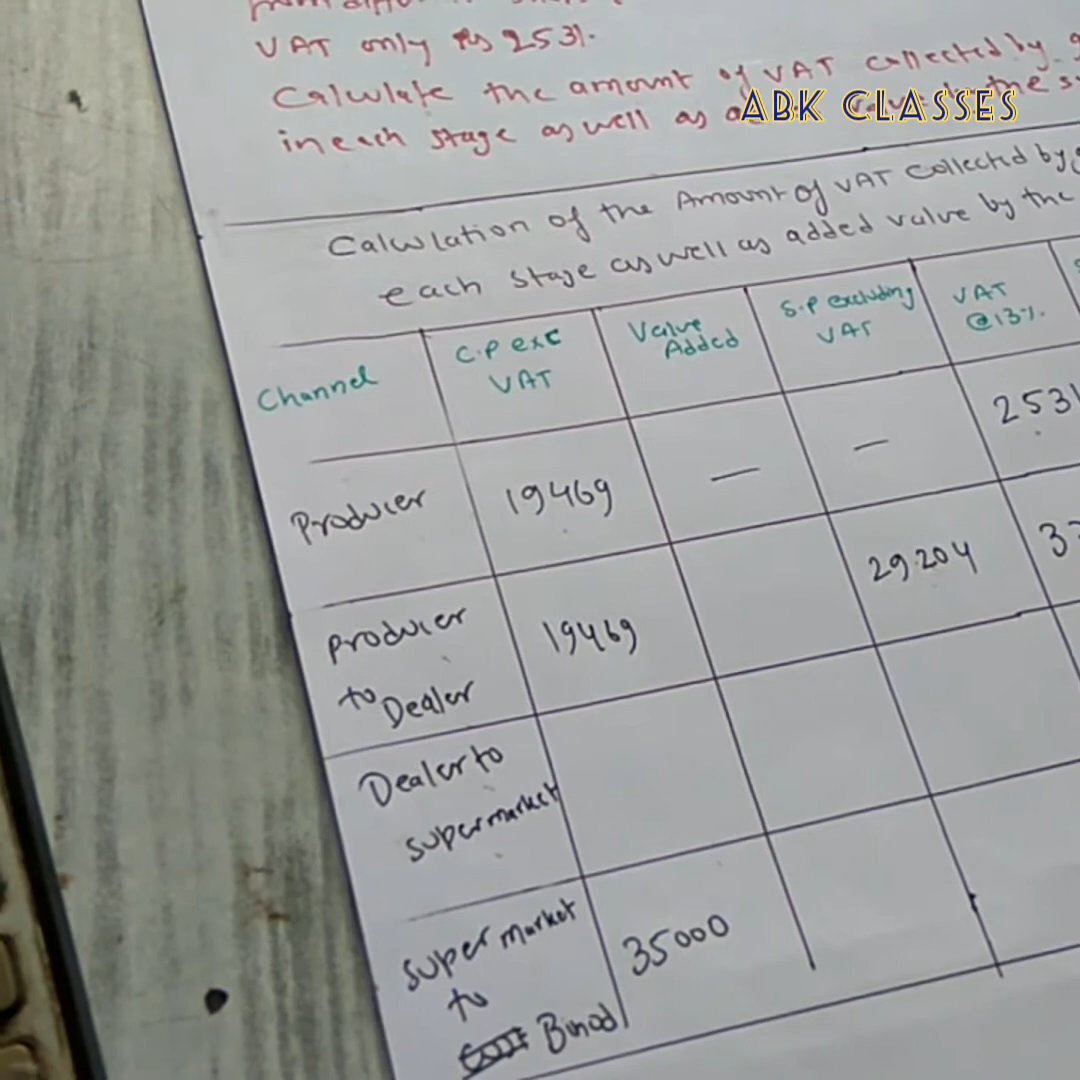 VAT only Rs 2531.
Calculate the amount of VAT collected by
in each stage as well as the
ABK CLASSES
Calculation of the Amount of VAT collected by
each stage as well as added value by the
Channel
C.P exc
VAT
Value
Added
S.P excluding
VAT
VAT
@13%.
Producer
19469
—
—
2531
Producer
to Dealer
19469
29204
Dealer to
supermarket
super market
to
Binod
35000